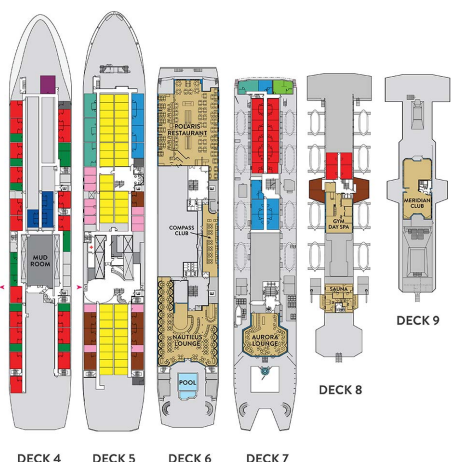 POLARIS
RESTAURANT
COMPASS
CLUB
MUD
ROOM
NAUTILUS
LOUNGE
POOL
AURORA
LOUNGE
GYM
DAY SPA
SAUNA
MERIDIAN
CLUB
DECK 9
DECK 8
DECK 4
DECK 5
DECK 6
DECK 7